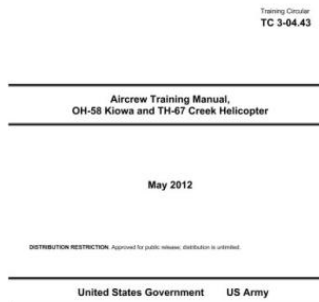 Training Circular
TC 3-04.43
Aircrew Training Manual,
OH-58 Kiowa and TH-67 Creek Helicopter
May 2012
DISTRIBUTION RESTRICTION: Approved for public release; distribution is unlimited.
United States Government US Army